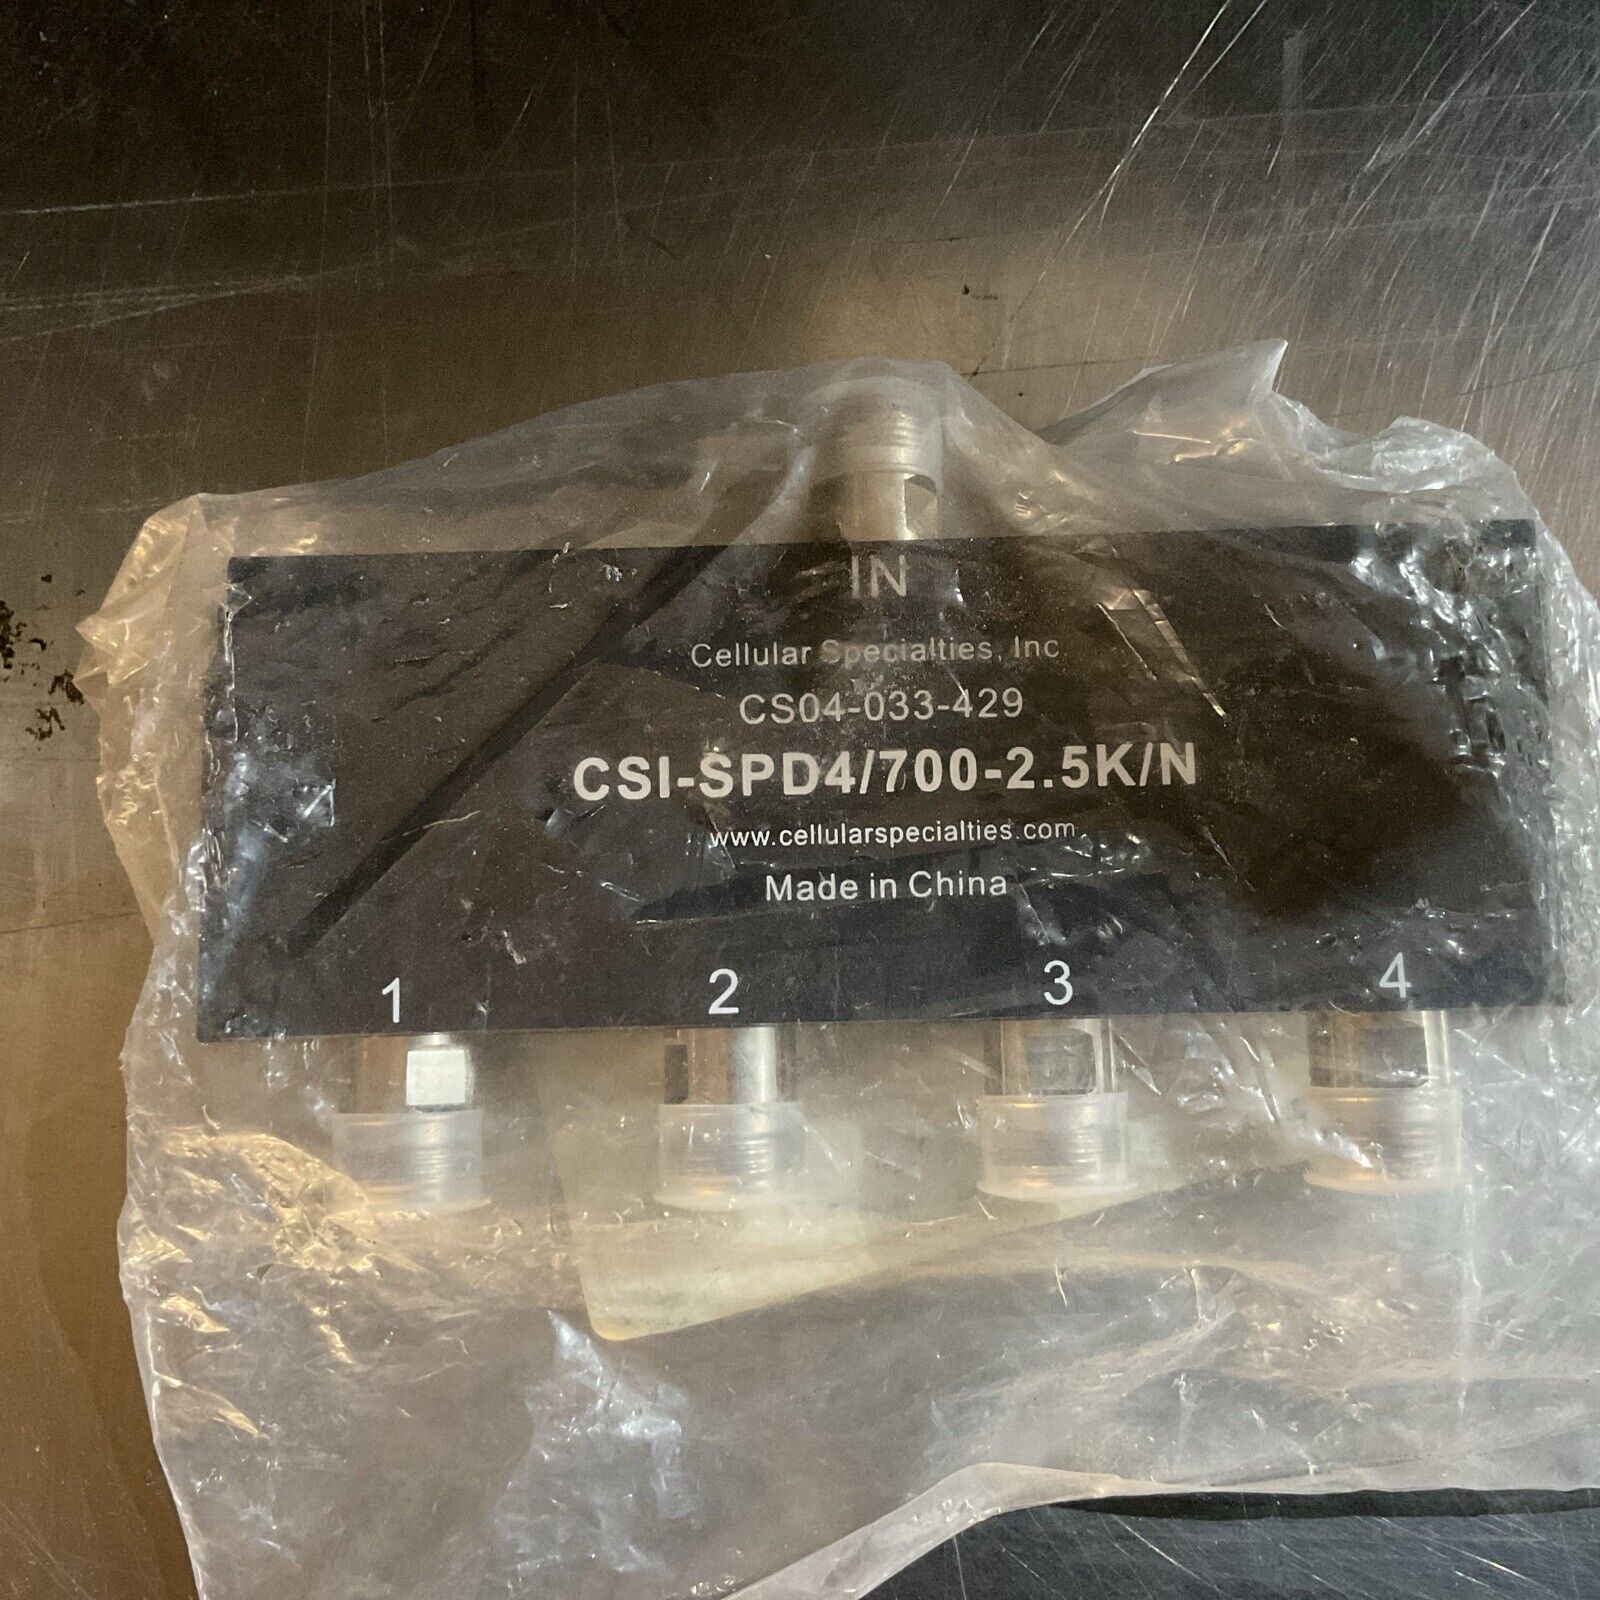 IN
Cellular Specialties, Inc
CS04-033-429
CSI-SPD4/700-2.5K/N
www.cellularspecialties.com
Made in China
1 2 3 4